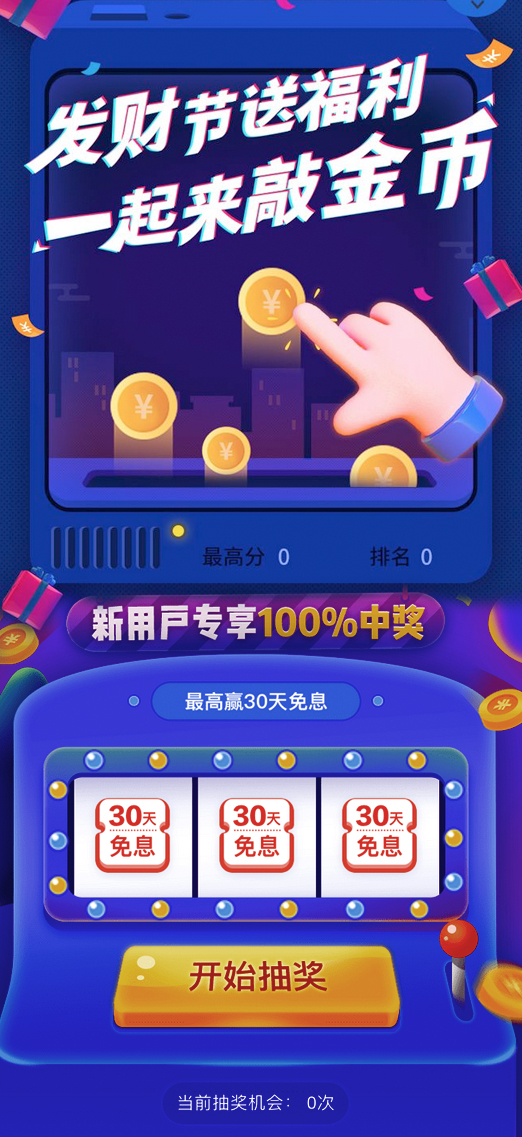 发财节送福利
一起来敲金币
¥
¥
¥
¥
最高分 0 排名 0
新用户专享100%中奖
最高赢30天免息
30天 30天 30天
免息 免息 免息
开始抽奖
当前抽奖机会： 0次